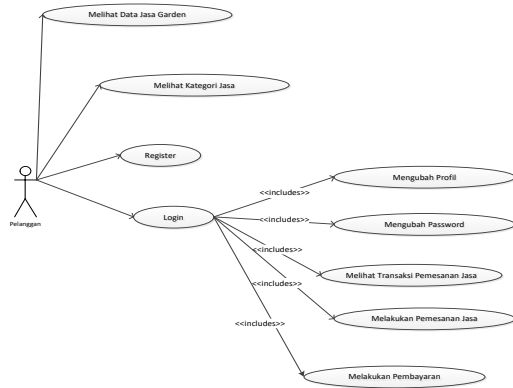 Melihat Data Jasa Garden
Melihat Kategori Jasa
Register
Pelanggan
Login
<<includes>>
Mengubah Profil
<<includes>>
Mengubah Password
<<includes>>
Melihat Transaksi Pemesanan Jasa
<<includes>>
Melakukan Pemesanan Jasa
<<includes>>
Melakukan Pembayaran